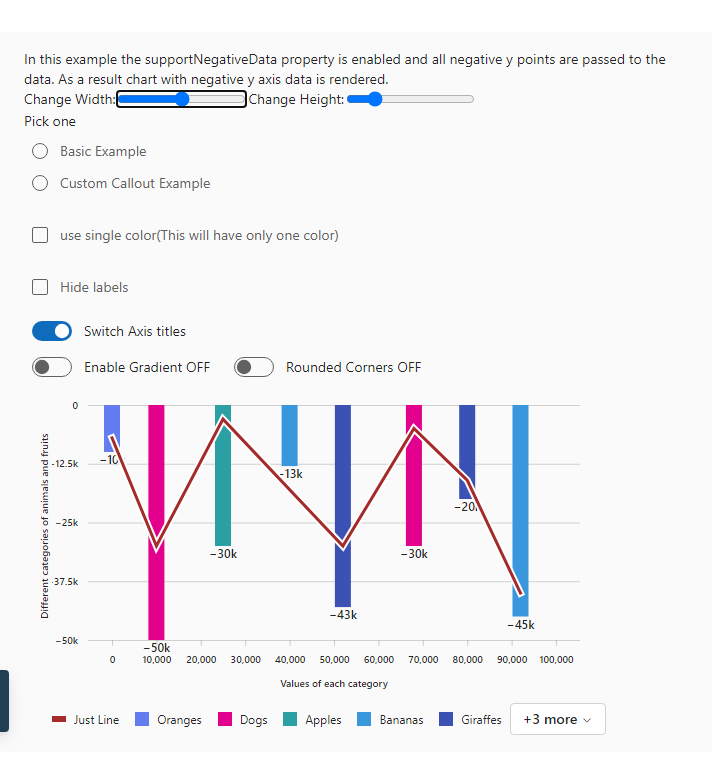 In this example the supportNegativeData property is enabled and all negative y points are passed to the
data. As a result chart with negative y axis data is rendered.
Change Width: Change Height:
Pick one
Basic Example
Custom Callout Example
use single color(This will have only one color)
Hide labels
Switch Axis titles
Enable Gradient OFF Rounded Corners OFF
Different categories of animals and fruits
0
−12.5k
−25k
−37.5k
−50k
−50k
−30k
−13k
−43k
−30k
−45k
0 10,000 20,000 30,000 40,000 50,000 60,000 70,000 80,000 90,000 100,000
Values of each category
Just Line Oranges Dogs Apples Bananas Giraffes +3 more